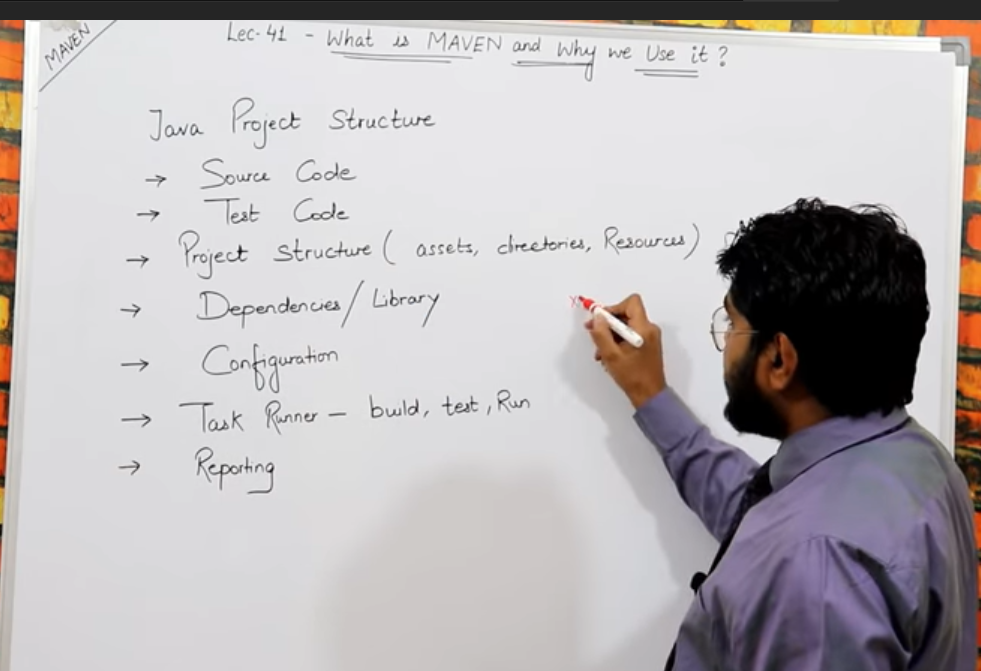 MAVEN
Lec-41 - What is MAVEN and Why we Use it ?
Java Project Structure
→ Source Code
→ Test Code
→ Project Structure ( assets, directories, Resources)
→ Dependencies/Library
→ Configuration
→ Task Runner - build, test, Run
→ Reporting